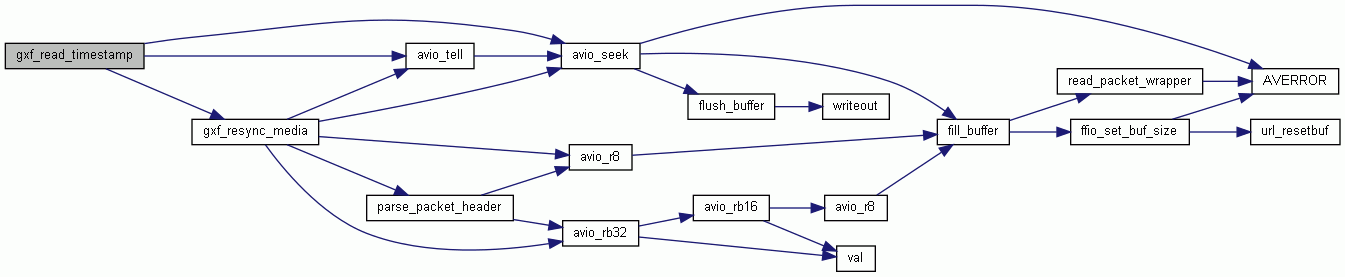 gxf_read_timestamp
avio_tell
avio_seek
read_packet_wrapper
AVERROR
flush_buffer
writeout
gxf_resync_media
fill_buffer
ffio_set_buf_size
url_resetbuf
avio_r8
parse_packet_header
avio_rb16
avio_r8
avio_rb32
val